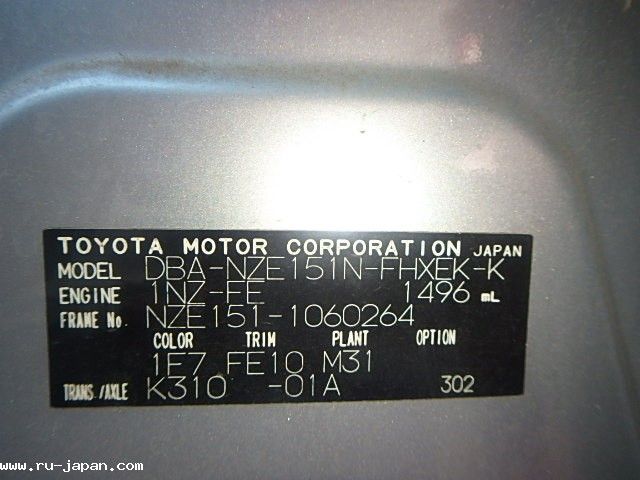 TOYOTA MOTOR CORPORATION JAPAN
MODEL DBA-NZE151N-FHXEK-K
ENGINE 1NZ-FE 1496 mL
FRAME No. NZE151-1060264
COLOR TRIM PLANT OPTION
1E7 FE10 M31
TRANS./AXLE K310 -01A 302
www.ru-japan.com